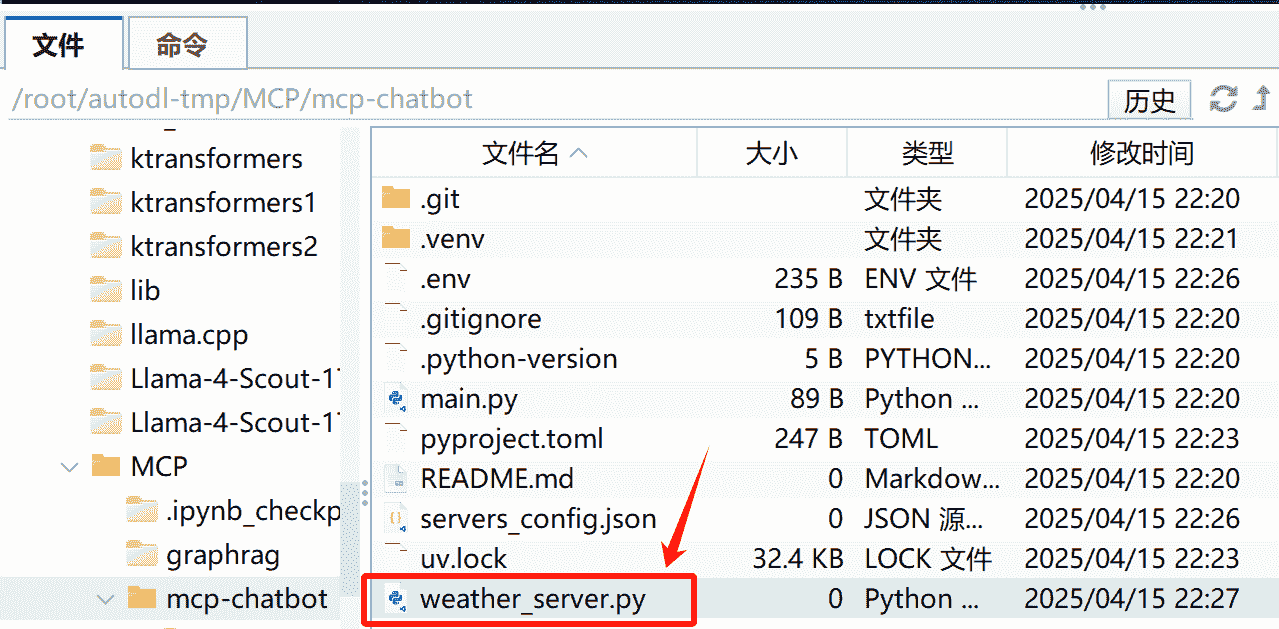 文件 命令
/root/autodl-tmp/MCP/mcp-chatbot 历史
ktransformers
ktransformers1
ktransformers2
lib
llama.cpp
Llama-4-Scout-1
Llama-4-Scout-1
MCP
.ipynb_checkp
graphrag
mcp-chatbot
文件名 大小 类型 修改时间
.git 文件夹 2025/04/15 22:20
.venv 文件夹 2025/04/15 22:21
.env 235 B ENV 文件 2025/04/15 22:26
.gitignore 109 B txtfile 2025/04/15 22:20
.python-version 5 B PYTHON... 2025/04/15 22:20
main.py 89 B Python ... 2025/04/15 22:20
pyproject.toml 247 B TOML 2025/04/15 22:23
README.md 0 Markdow... 2025/04/15 22:20
servers_config.json 0 JSON 源... 2025/04/15 22:26
uv.lock 32.4 KB LOCK 文件 2025/04/15 22:23
weather_server.py 0 Python ... 2025/04/15 22:27